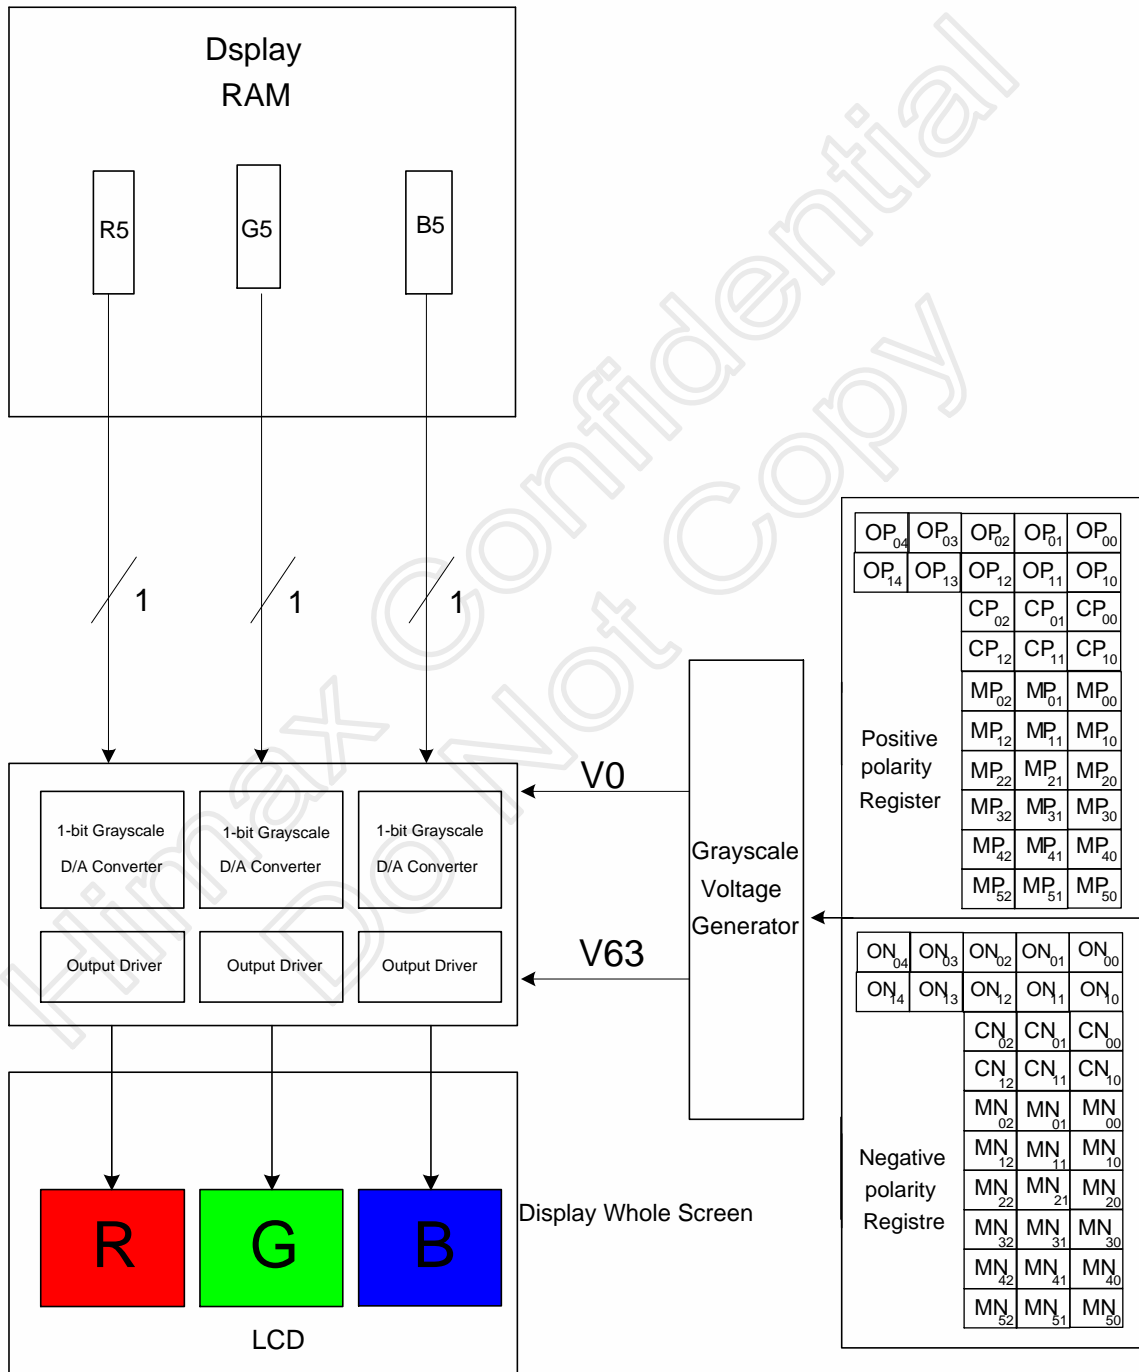 Dsplay
RAM
R5
G5
B5
1
1
1
1-bit Grayscale
D/A Converter
1-bit Grayscale
D/A Converter
1-bit Grayscale
D/A Converter
Output Driver
Output Driver
Output Driver
V0
V63
Grayscale
Voltage
Generator
R
G
B
LCD
Display Whole Screen
OP04 OP03 OP02 OP01 OP00
OP14 OP13 OP12 OP11 OP10
CP02 CP01 CP00
CP12 CP11 CP10
MP02 MP01 MP00
MP12 MP11 MP10
MP22 MP21 MP20
MP32 MP31 MP30
MP42 MP41 MP40
MP52 MP51 MP50
Positive
polarity
Register
ON04 ON03 ON02 ON01 ON00
ON14 ON13 ON12 ON11 ON10
CN02 CN01 CN00
CN12 CN11 CN10
MN02 MN01 MN00
MN12 MN11 MN10
MN22 MN21 MN20
MN32 MN31 MN30
MN42 MN41 MN40
MN52 MN51 MN50
Negative
polarity
Registre
Himax Confidential
Do Not Copy